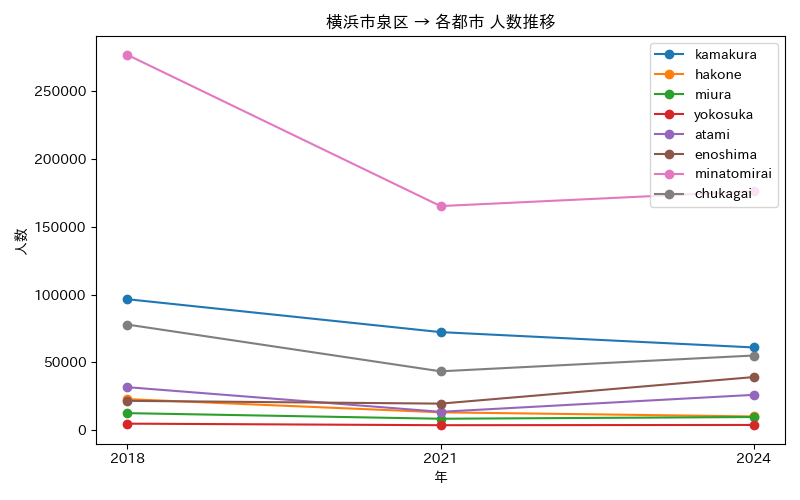 横浜市泉区 → 各都市 人数推移
kamakura
hakone
miura
yokosuka
atami
enoshima
minatomirai
chukagai
250000
200000
150000
100000
50000
0
人数
2018
2021
2024
年